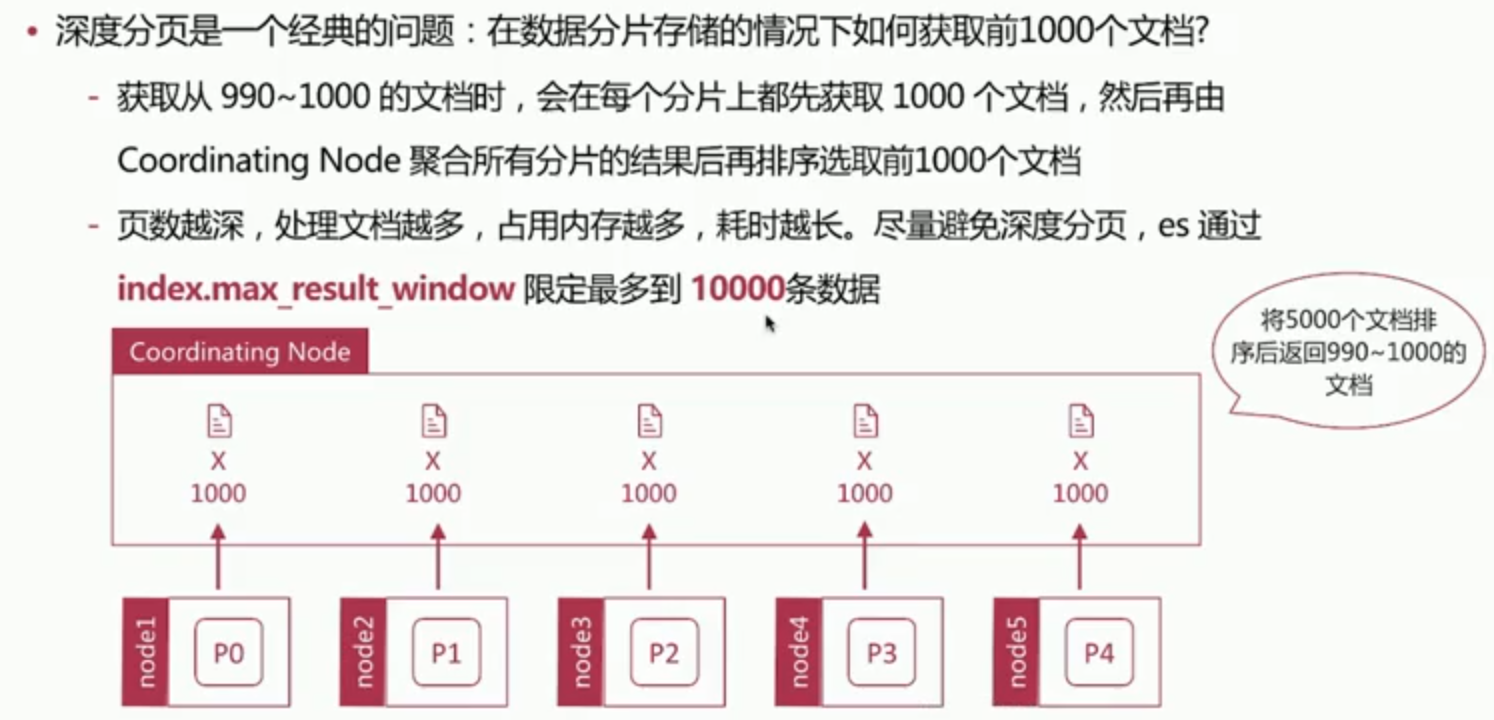 • 深度分页是一个经典的问题：在数据分片存储的情况下如何获取前1000个文档?
- 获取从 990~1000 的文档时，会在每个分片上都先获取 1000 个文档，然后再由
Coordinating Node 聚合所有分片的结果后再排序选取前1000个文档
- 页数越深，处理文档越多，占用内存越多，耗时越长。尽量避免深度分页，es 通过
index.max_result_window 限定最多到 10000条数据
将5000个文档排
序后返回990~1000的
文档
Coordinating Node
X X X X X
1000 1000 1000 1000 1000
node1 P0 node2 P1 node3 P2 node4 P3 node5 P4